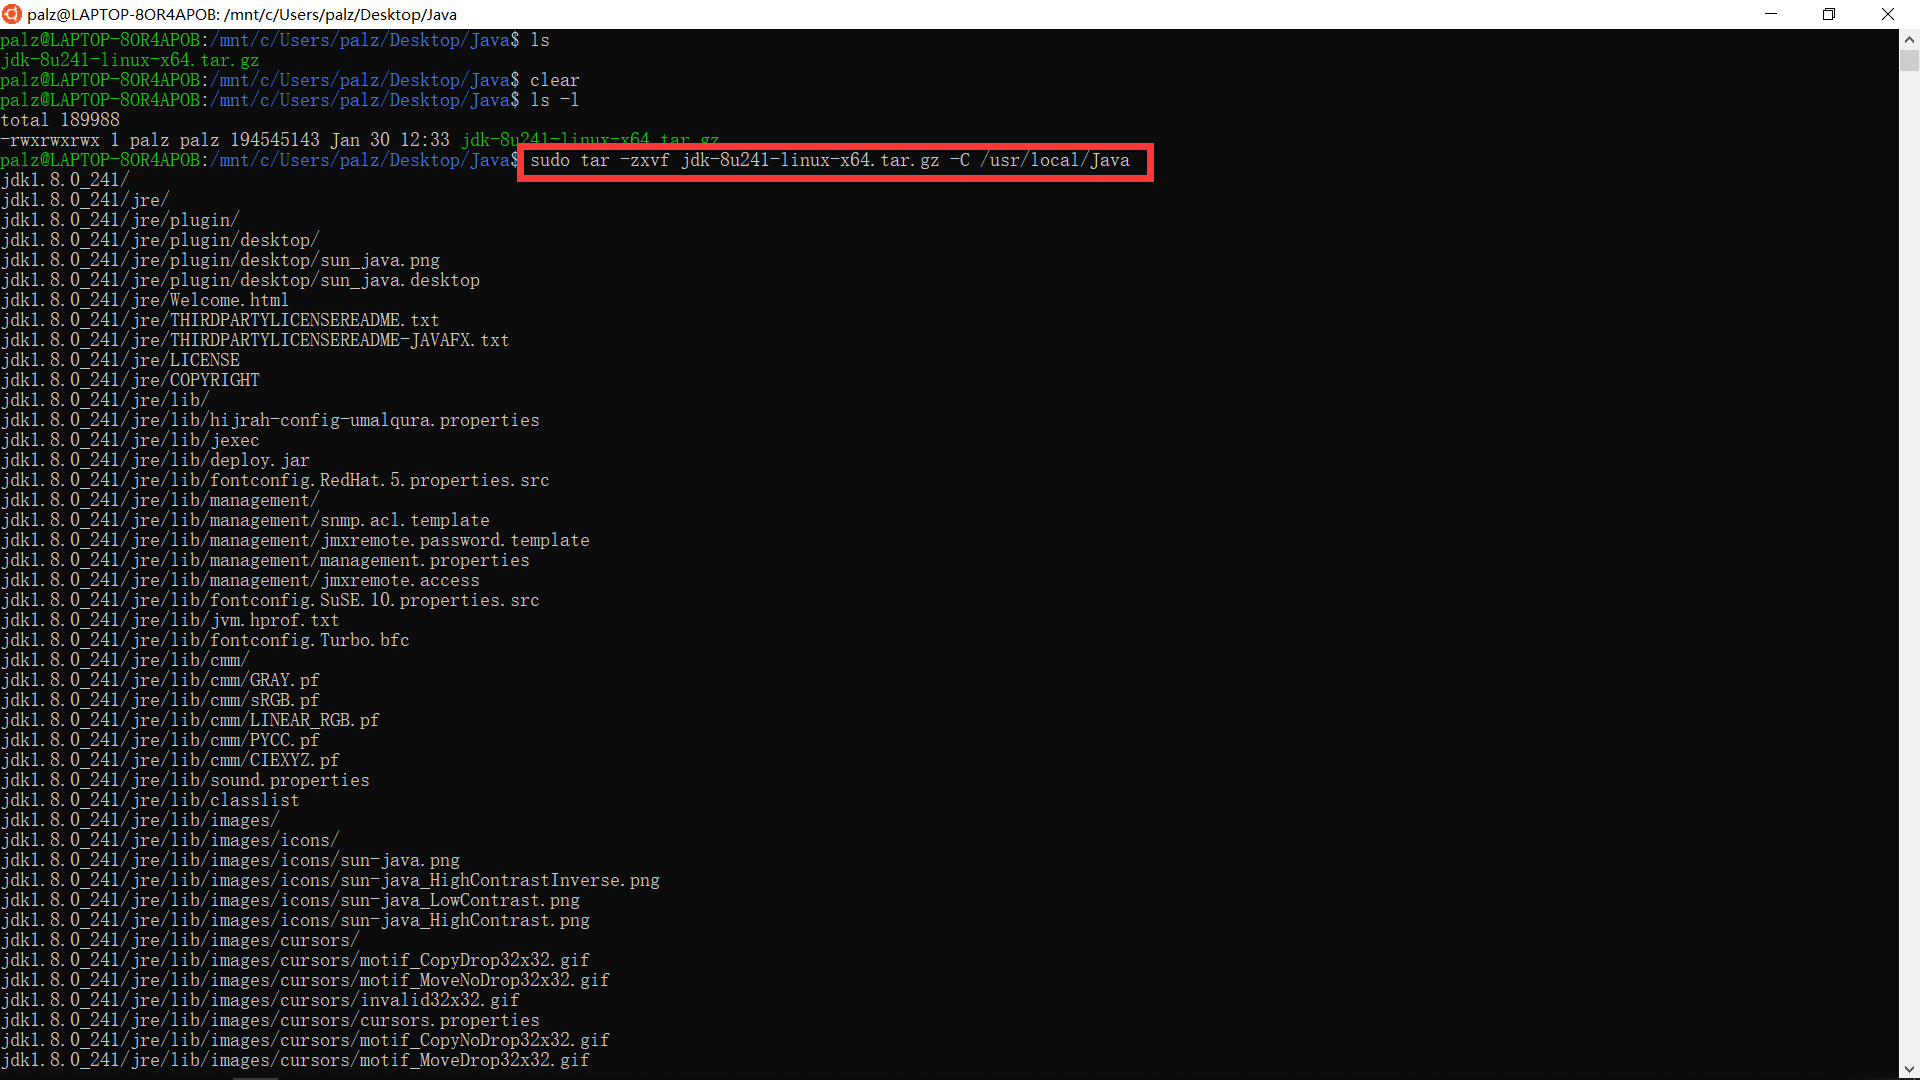 palz@LAPTOP-8OR4APOB: /mnt/c/Users/palz/Desktop/Java
palz@LAPTOP-8OR4APOB:/mnt/c/Users/palz/Desktop/Java$ ls
jdk-8u241-linux-x64.tar.gz
palz@LAPTOP-8OR4APOB:/mnt/c/Users/palz/Desktop/Java$ clear
palz@LAPTOP-8OR4APOB:/mnt/c/Users/palz/Desktop/Java$ ls -l
total 189988
-rwxrwxrwx 1 palz palz 194545143 Jan 30 12:33 jdk-8u241-linux-x64.tar.gz
palz@LAPTOP-8OR4APOB:/mnt/c/Users/palz/Desktop/Java$ sudo tar -zxvf jdk-8u241-linux-x64.tar.gz -C /usr/local/Java
jdk1.8.0_241/
jdk1.8.0_241/jre/
jdk1.8.0_241/jre/plugin/
jdk1.8.0_241/jre/plugin/desktop/
jdk1.8.0_241/jre/plugin/desktop/sun_java.png
jdk1.8.0_241/jre/plugin/desktop/sun_java.desktop
jdk1.8.0_241/jre/Welcome.html
jdk1.8.0_241/jre/THIRDPARTYLICENSEREADME.txt
jdk1.8.0_241/jre/THIRDPARTYLICENSEREADME-JAVAFX.txt
jdk1.8.0_241/jre/LICENSE
jdk1.8.0_241/jre/COPYRIGHT
jdk1.8.0_241/jre/lib/
jdk1.8.0_241/jre/lib/hijrah-config-umalqura.properties
jdk1.8.0_241/jre/lib/jexec
jdk1.8.0_241/jre/lib/deploy.jar
jdk1.8.0_241/jre/lib/fontconfig.RedHat.5.properties.src
jdk1.8.0_241/jre/lib/management/
jdk1.8.0_241/jre/lib/management/snmp.acl.template
jdk1.8.0_241/jre/lib/management/jmxremote.password.template
jdk1.8.0_241/jre/lib/management/management.properties
jdk1.8.0_241/jre/lib/management/jmxremote.access
jdk1.8.0_241/jre/lib/fontconfig.SuSE.10.properties.src
jdk1.8.0_241/jre/lib/jvm.hprof.txt
jdk1.8.0_241/jre/lib/fontconfig.Turbo.bfc
jdk1.8.0_241/jre/lib/cmm/
jdk1.8.0_241/jre/lib/cmm/GRAY.pf
jdk1.8.0_241/jre/lib/cmm/sRGB.pf
jdk1.8.0_241/jre/lib/cmm/LINEAR_RGB.pf
jdk1.8.0_241/jre/lib/cmm/PYCC.pf
jdk1.8.0_241/jre/lib/cmm/CIEXYZ.pf
jdk1.8.0_241/jre/lib/sound.properties
jdk1.8.0_241/jre/lib/classlist
jdk1.8.0_241/jre/lib/images/
jdk1.8.0_241/jre/lib/images/icons/
jdk1.8.0_241/jre/lib/images/icons/sun-java.png
jdk1.8.0_241/jre/lib/images/icons/sun-java_HighContrastInverse.png
jdk1.8.0_241/jre/lib/images/icons/sun-java_LowContrast.png
jdk1.8.0_241/jre/lib/images/icons/sun-java_HighContrast.png
jdk1.8.0_241/jre/lib/images/cursors/
jdk1.8.0_241/jre/lib/images/cursors/motif_CopyDrop32x32.gif
jdk1.8.0_241/jre/lib/images/cursors/motif_MoveNoDrop32x32.gif
jdk1.8.0_241/jre/lib/images/cursors/invalid32x32.gif
jdk1.8.0_241/jre/lib/images/cursors/cursors.properties
jdk1.8.0_241/jre/lib/images/cursors/motif_CopyNoDrop32x32.gif
jdk1.8.0_241/jre/lib/images/cursors/motif_MoveDrop32x32.gif